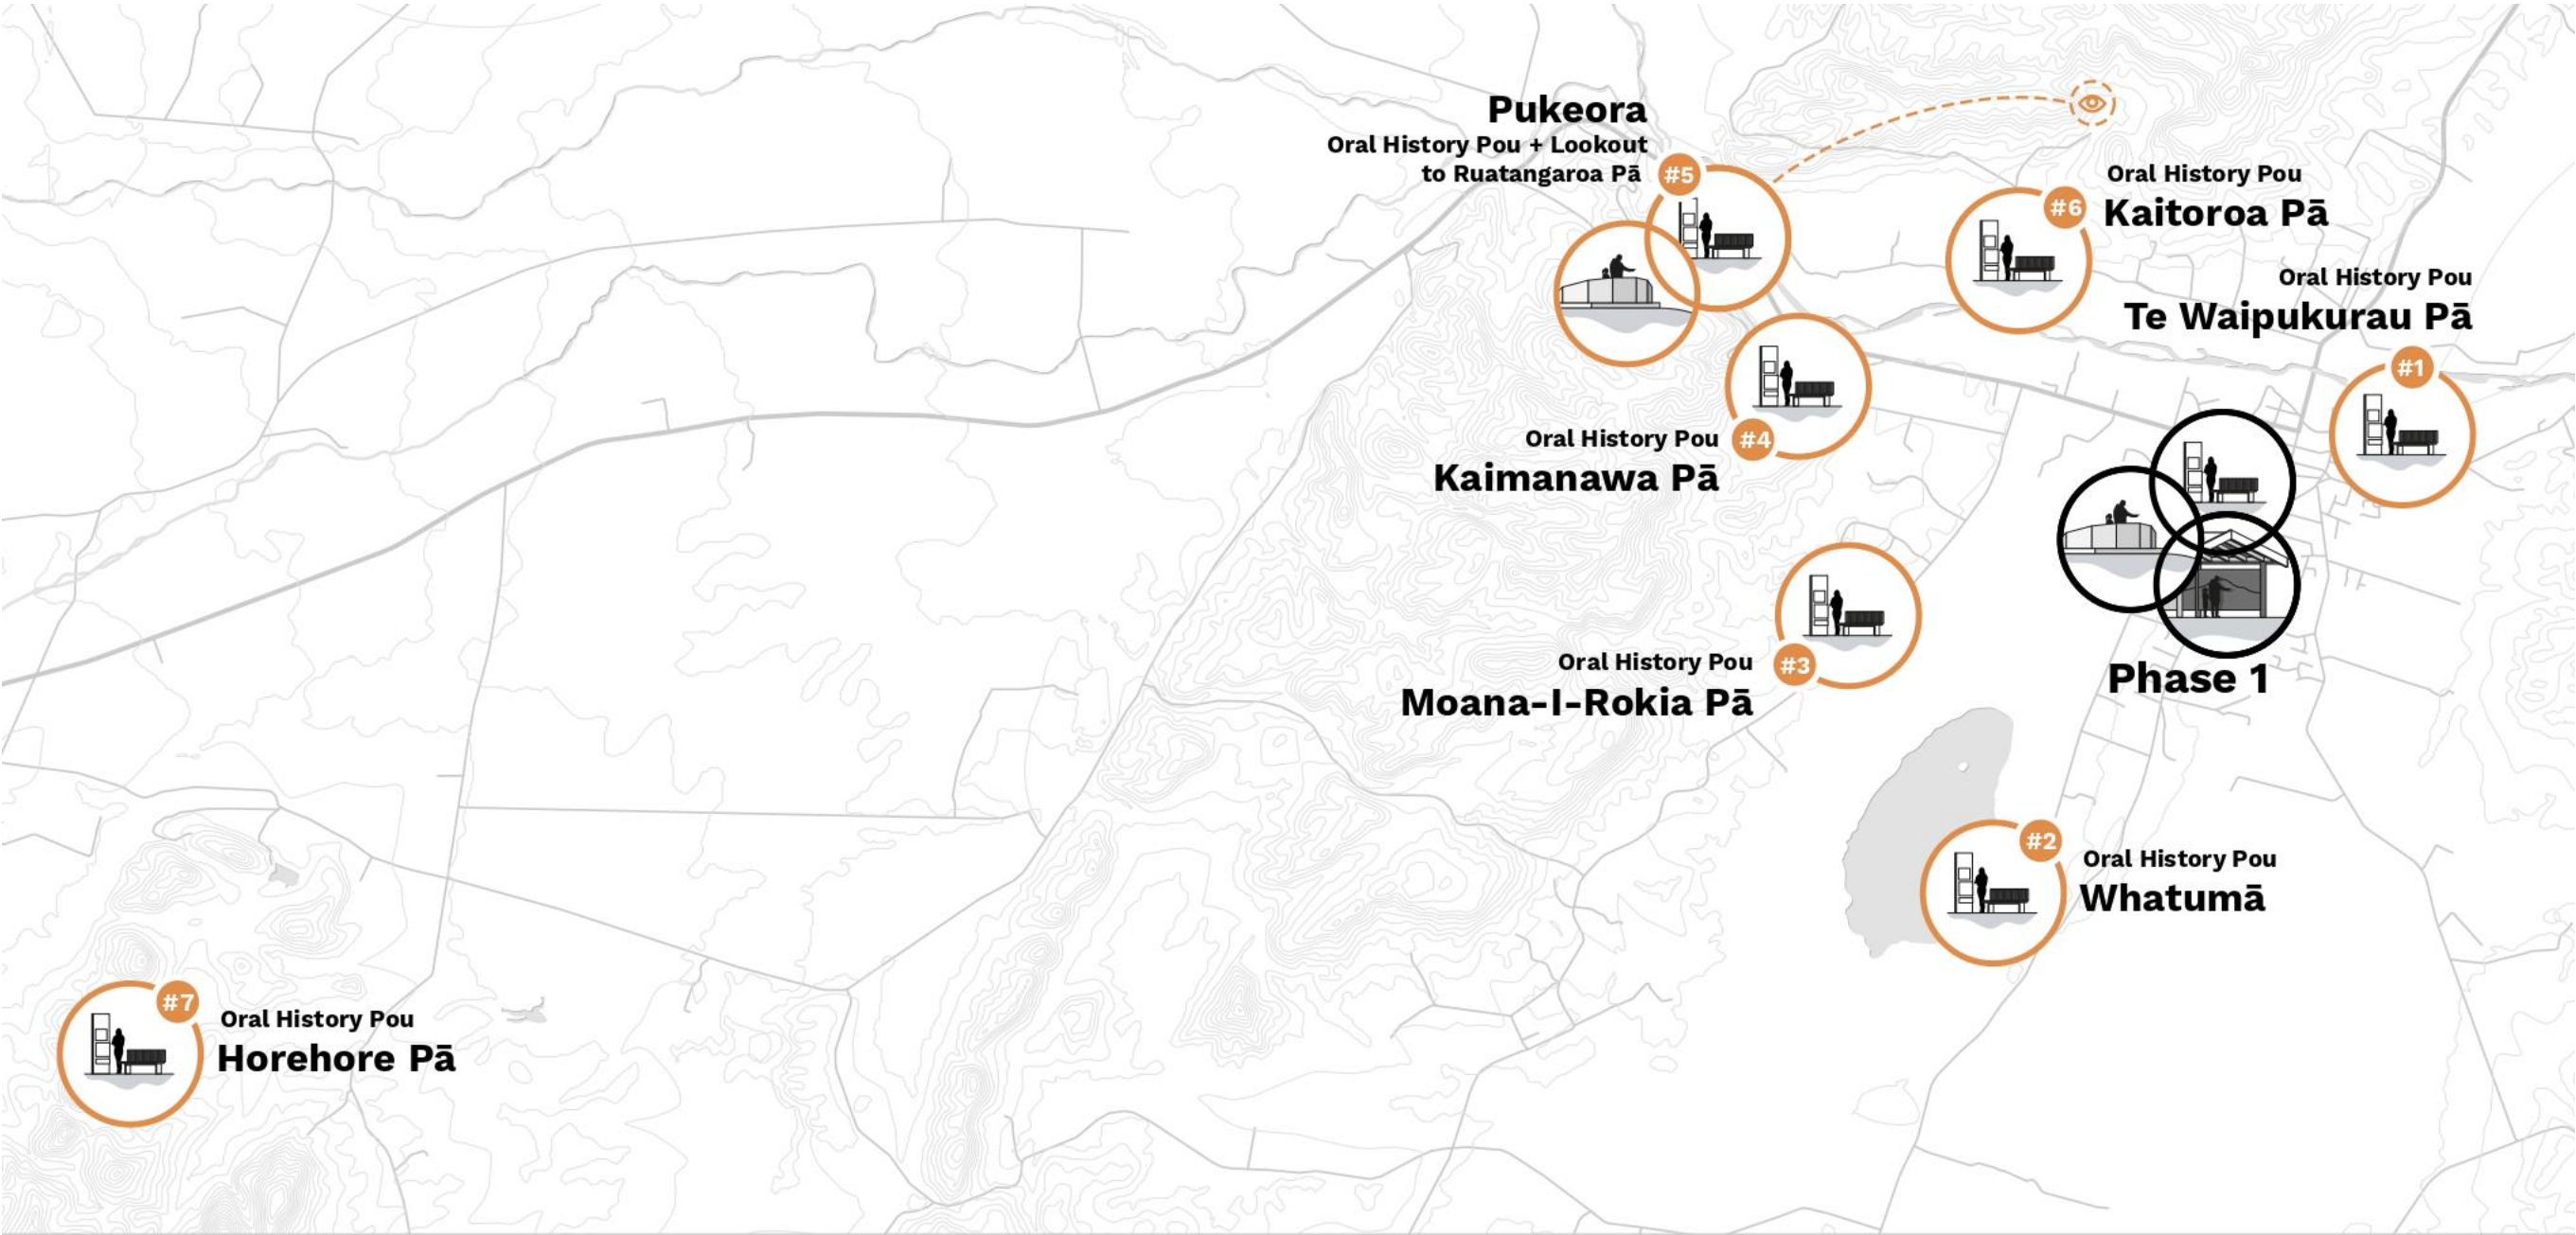 Pukeora
Oral History Pou + Lookout
to Ruatangaroa Pā
#5
#6
Oral History Pou
Kaitoroa Pā
Oral History Pou
Te Waipukurau Pā
#1
Oral History Pou
#4
Kaimanawa Pā
Oral History Pou
#3
Moana-I-Rokia Pā
Phase 1
#2
Oral History Pou
Whatumā
#7
Oral History Pou
Horehore Pā